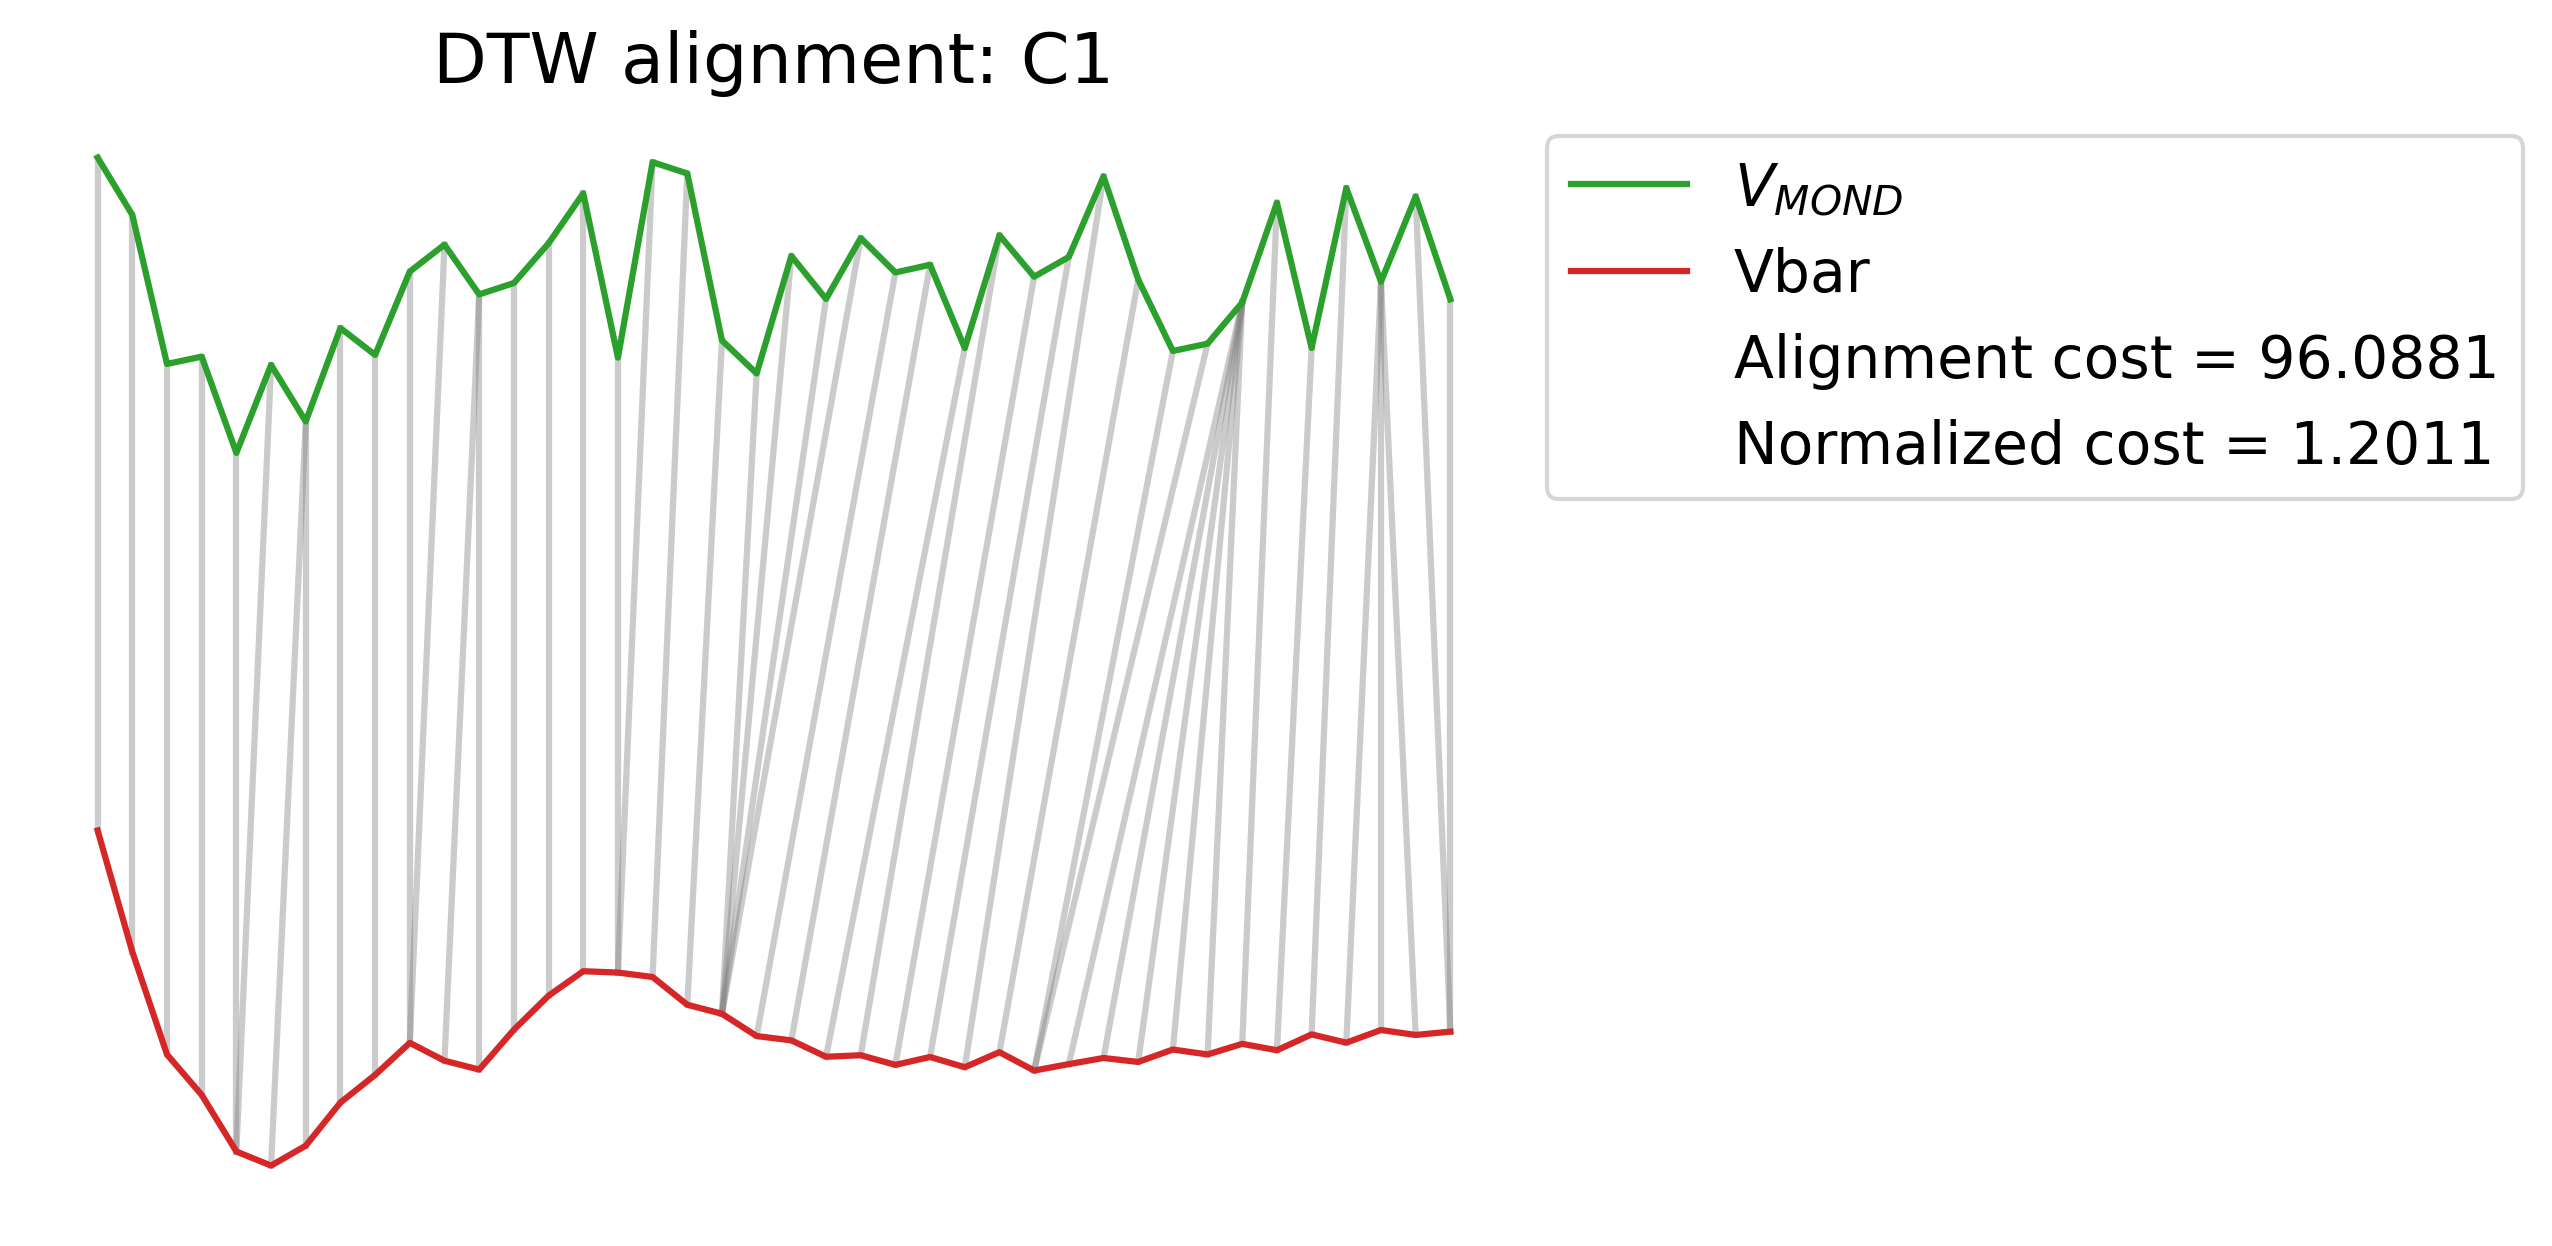 DTW alignment: C1
V_MOND
Vbar
Alignment cost = 96.0881
Normalized cost = 1.2011